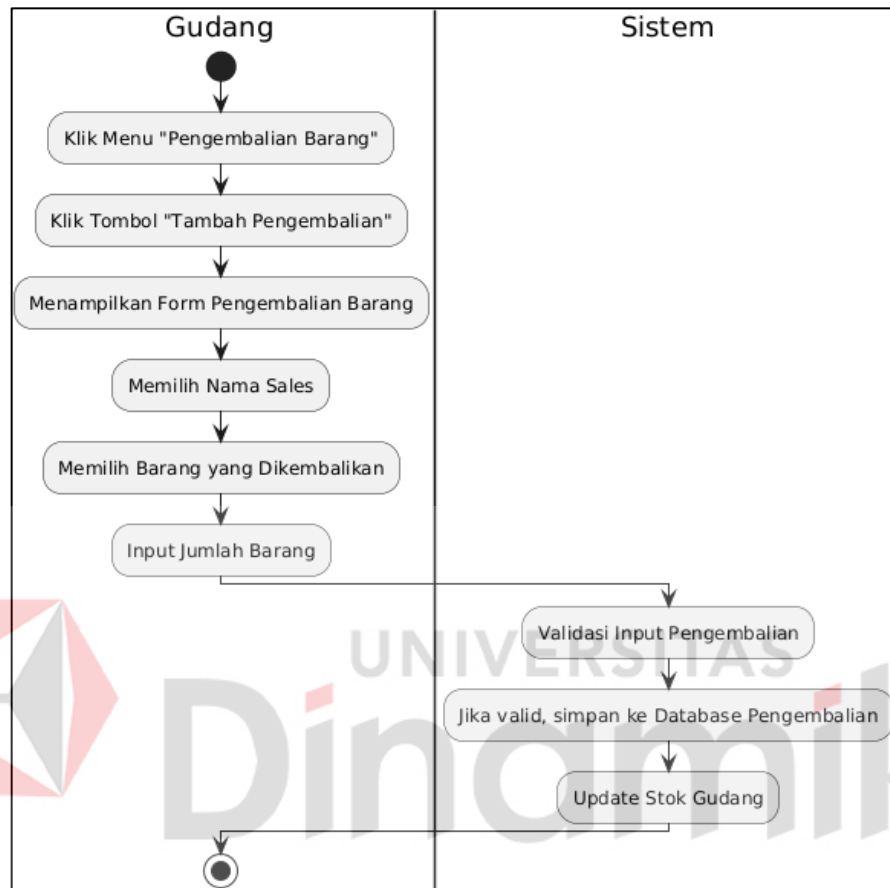 Gudang
Sistem
Klik Menu "Pengembalian Barang"
Klik Tombol "Tambah Pengembalian"
Menampilkan Form Pengembalian Barang
Memilih Nama Sales
Memilih Barang yang Dikembalikan
Input Jumlah Barang
Validasi Input Pengembalian
UNIVERSITAS
Jika valid, simpan ke Database Pengembalian
Update Stok Gudang